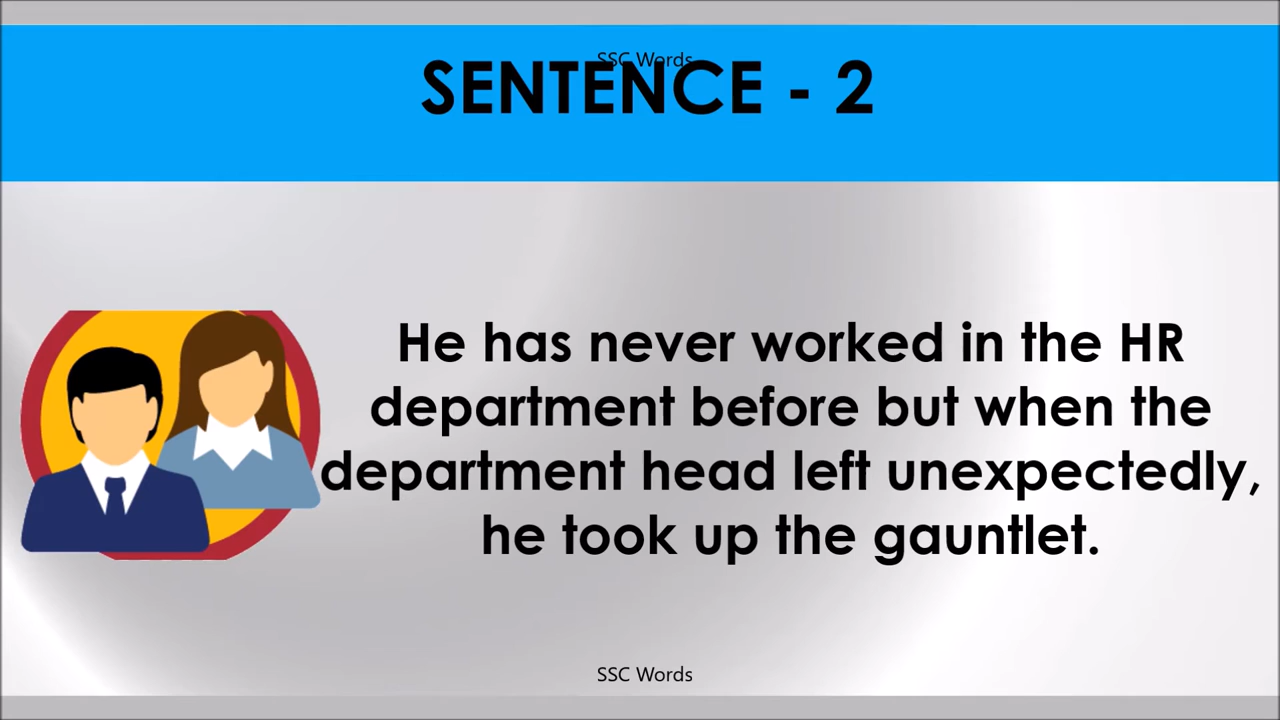 SSC Words
SENTENCE - 2
He has never worked in the HR
department before but when the
department head left unexpectedly,
he took up the gauntlet.
SSC Words